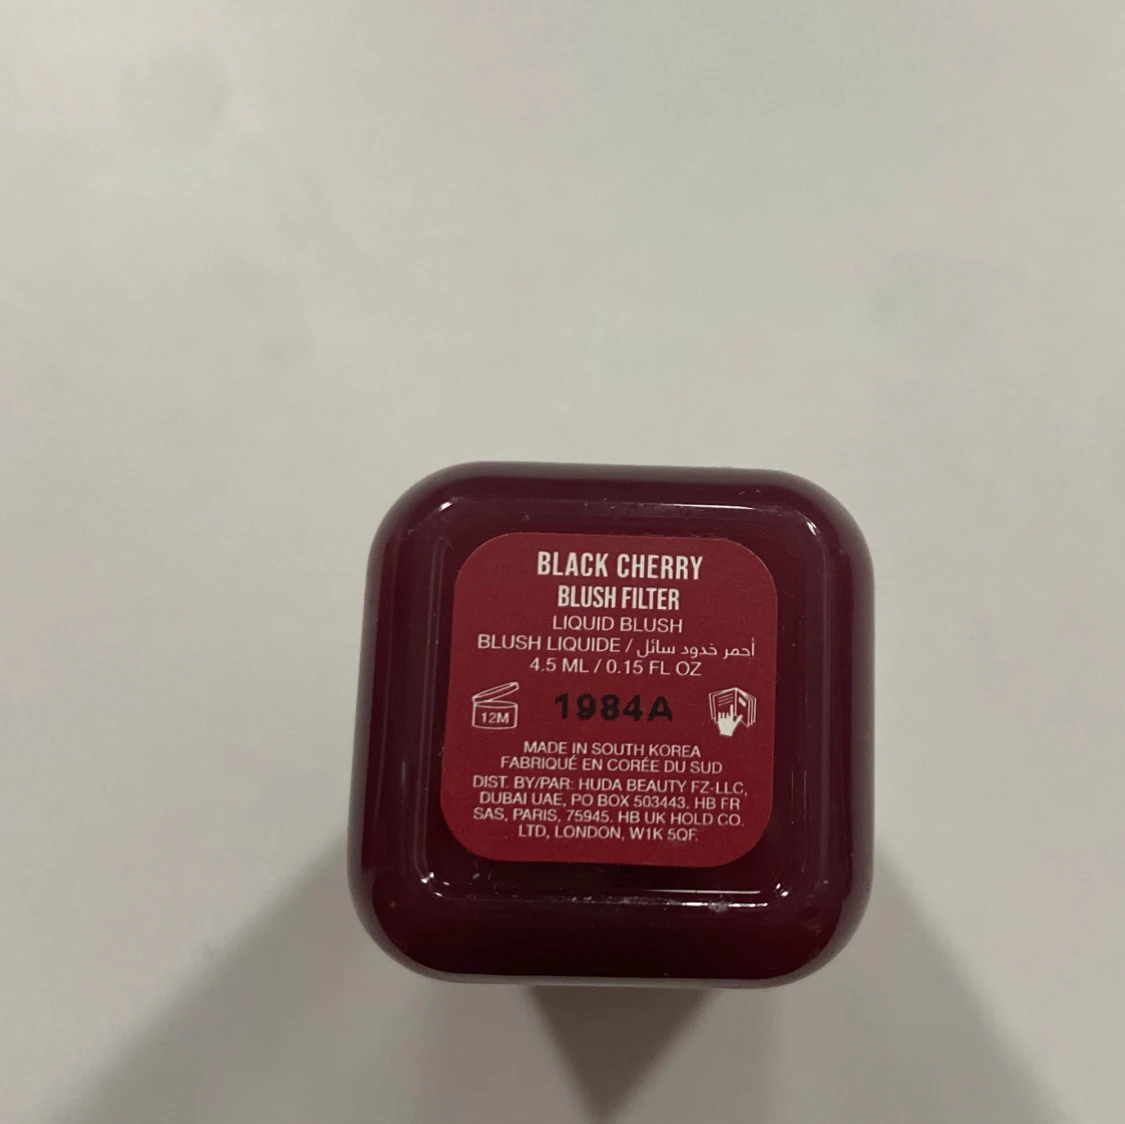 BLACK CHERRY
BLUSH FILTER
LIQUID BLUSH
BLUSH LIQUIDE / أحمر خدود سائل
4.5 ML / 0.15 FL OZ
12M 1984A
MADE IN SOUTH KOREA
FABRIQUÉ EN CORÉE DU SUD
DIST. BY/PAR: HUDA BEAUTY FZ-LLC,
DUBAI UAE, PO BOX 503443. HB FR
SAS, PARIS, 75945. HB UK HOLD CO.
LTD, LONDON, W1K 5QF.